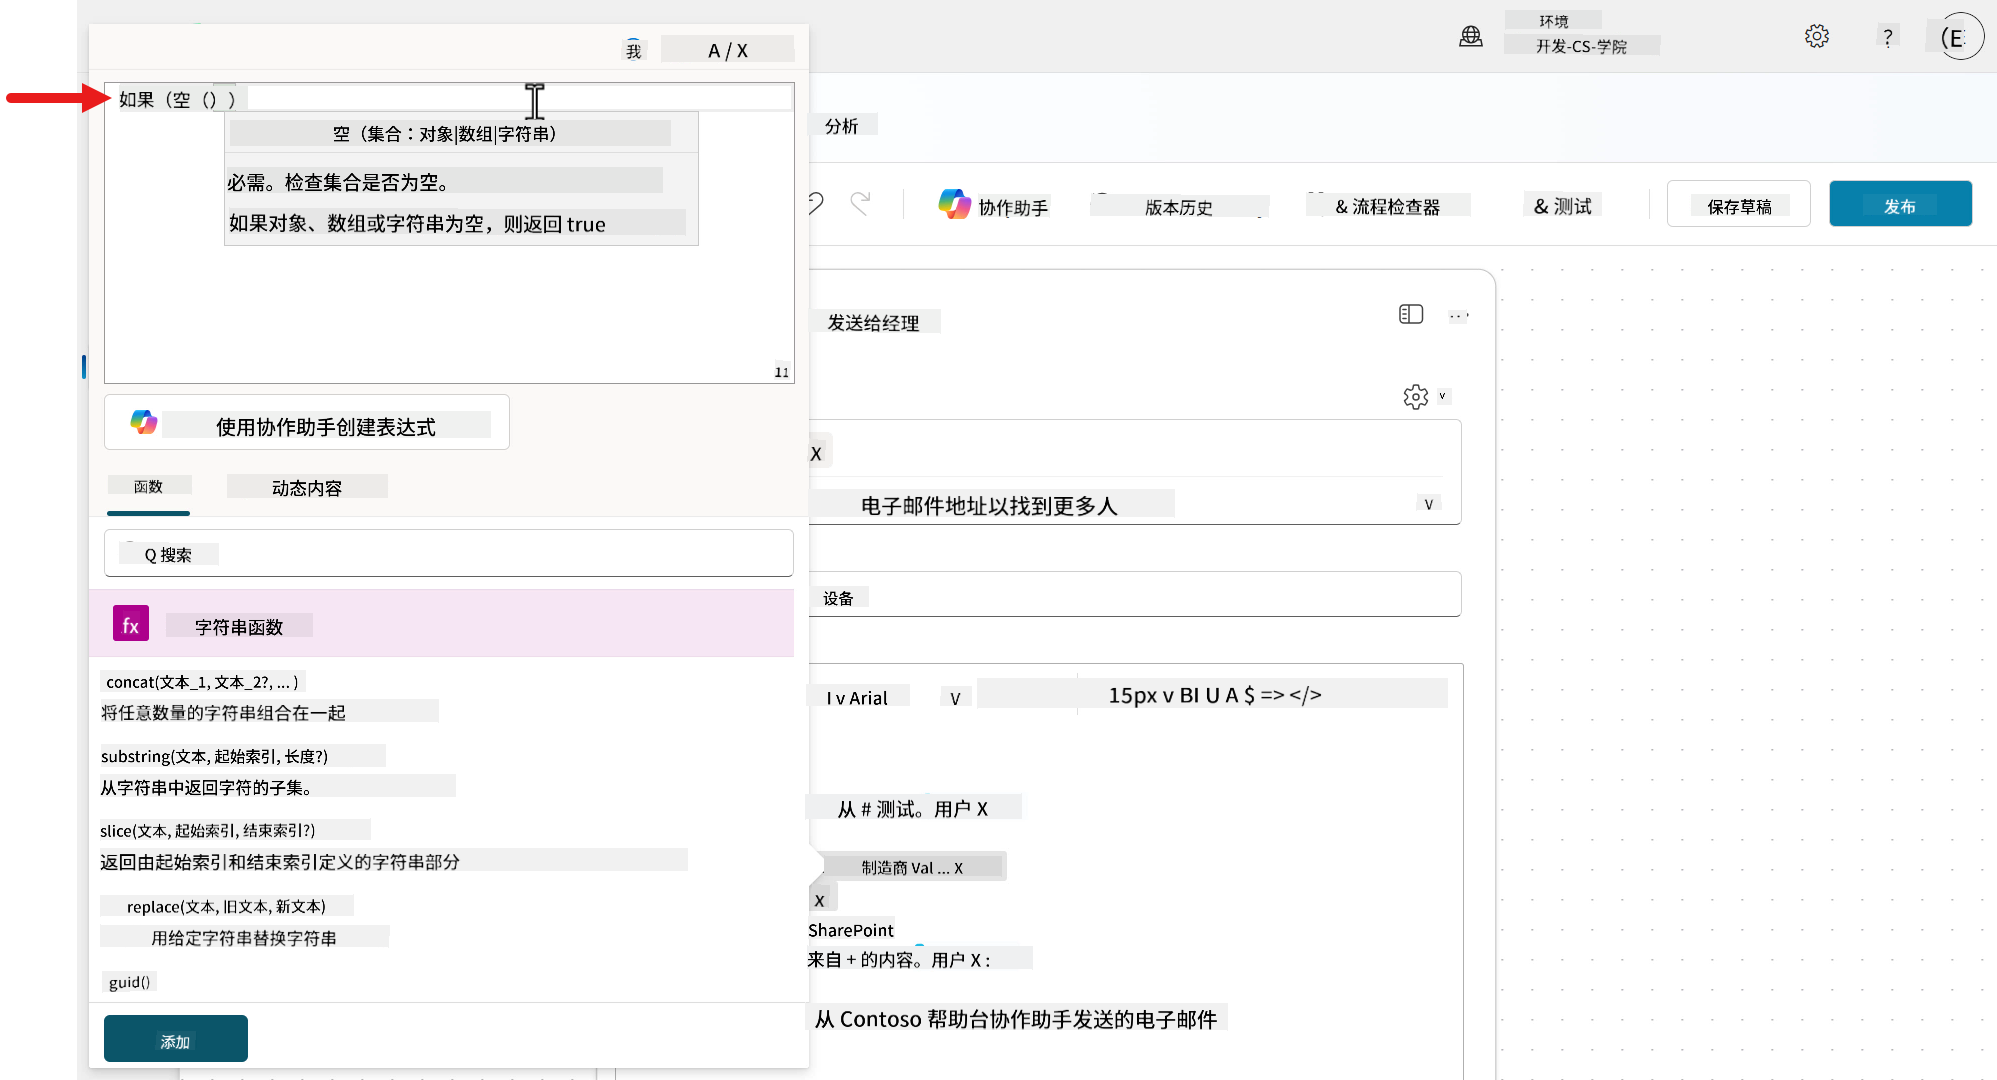 我
A / X
环境
开发-CS-学院
?
(E
如果（空（））
空（集合：对象|数组|字符串）
必需。检查集合是否为空。
如果对象、数组或字符串为空，则返回 true
11
分析
协作助手
版本历史
& 流程检查器
& 测试
保存草稿
发布
使用协作助手创建表达式
函数
动态内容
Q 搜索
fx
字符串函数
concat(文本_1, 文本_2?, ... )
将任意数量的字符串组合在一起
substring(文本, 起始索引, 长度?)
从字符串中返回字符的子集。
slice(文本, 起始索引, 结束索引?)
返回由起始索引和结束索引定义的字符串部分
replace(文本, 旧文本, 新文本)
用给定字符串替换字符串
guid()
添加
发送给经理
v
X
电子邮件地址以找到更多人
V
设备
I v Arial
V
15px v BI U A $ => </>
从 # 测试。用户 X
制造商 Val ... X
X
SharePoint
来自 + 的内容。用户 X :
从 Contoso 帮助台协作助手发送的电子邮件